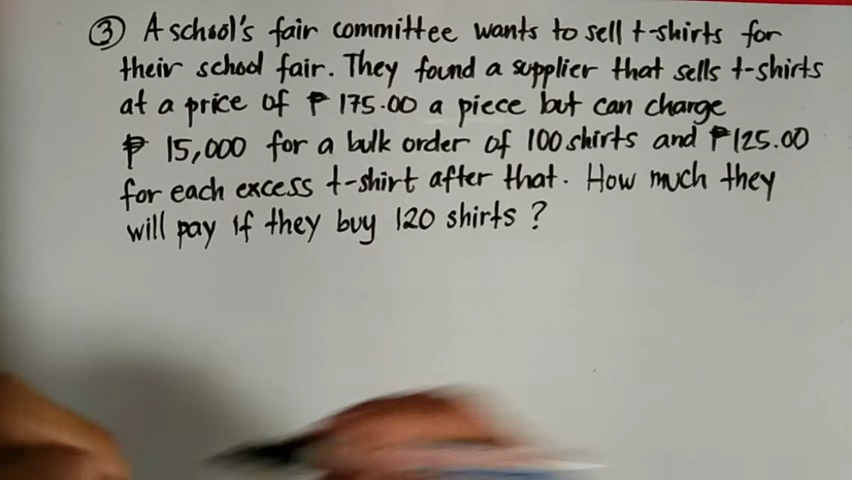 ③ A school's fair committee wants to sell t-shirts for
their school fair. They found a supplier that sells t-shirts
at a price of ₱ 175.00 a piece but can charge
₱ 15,000 for a bulk order of 100 shirts and ₱125.00
for each excess t-shirt after that. How much they
will pay if they buy 120 shirts?